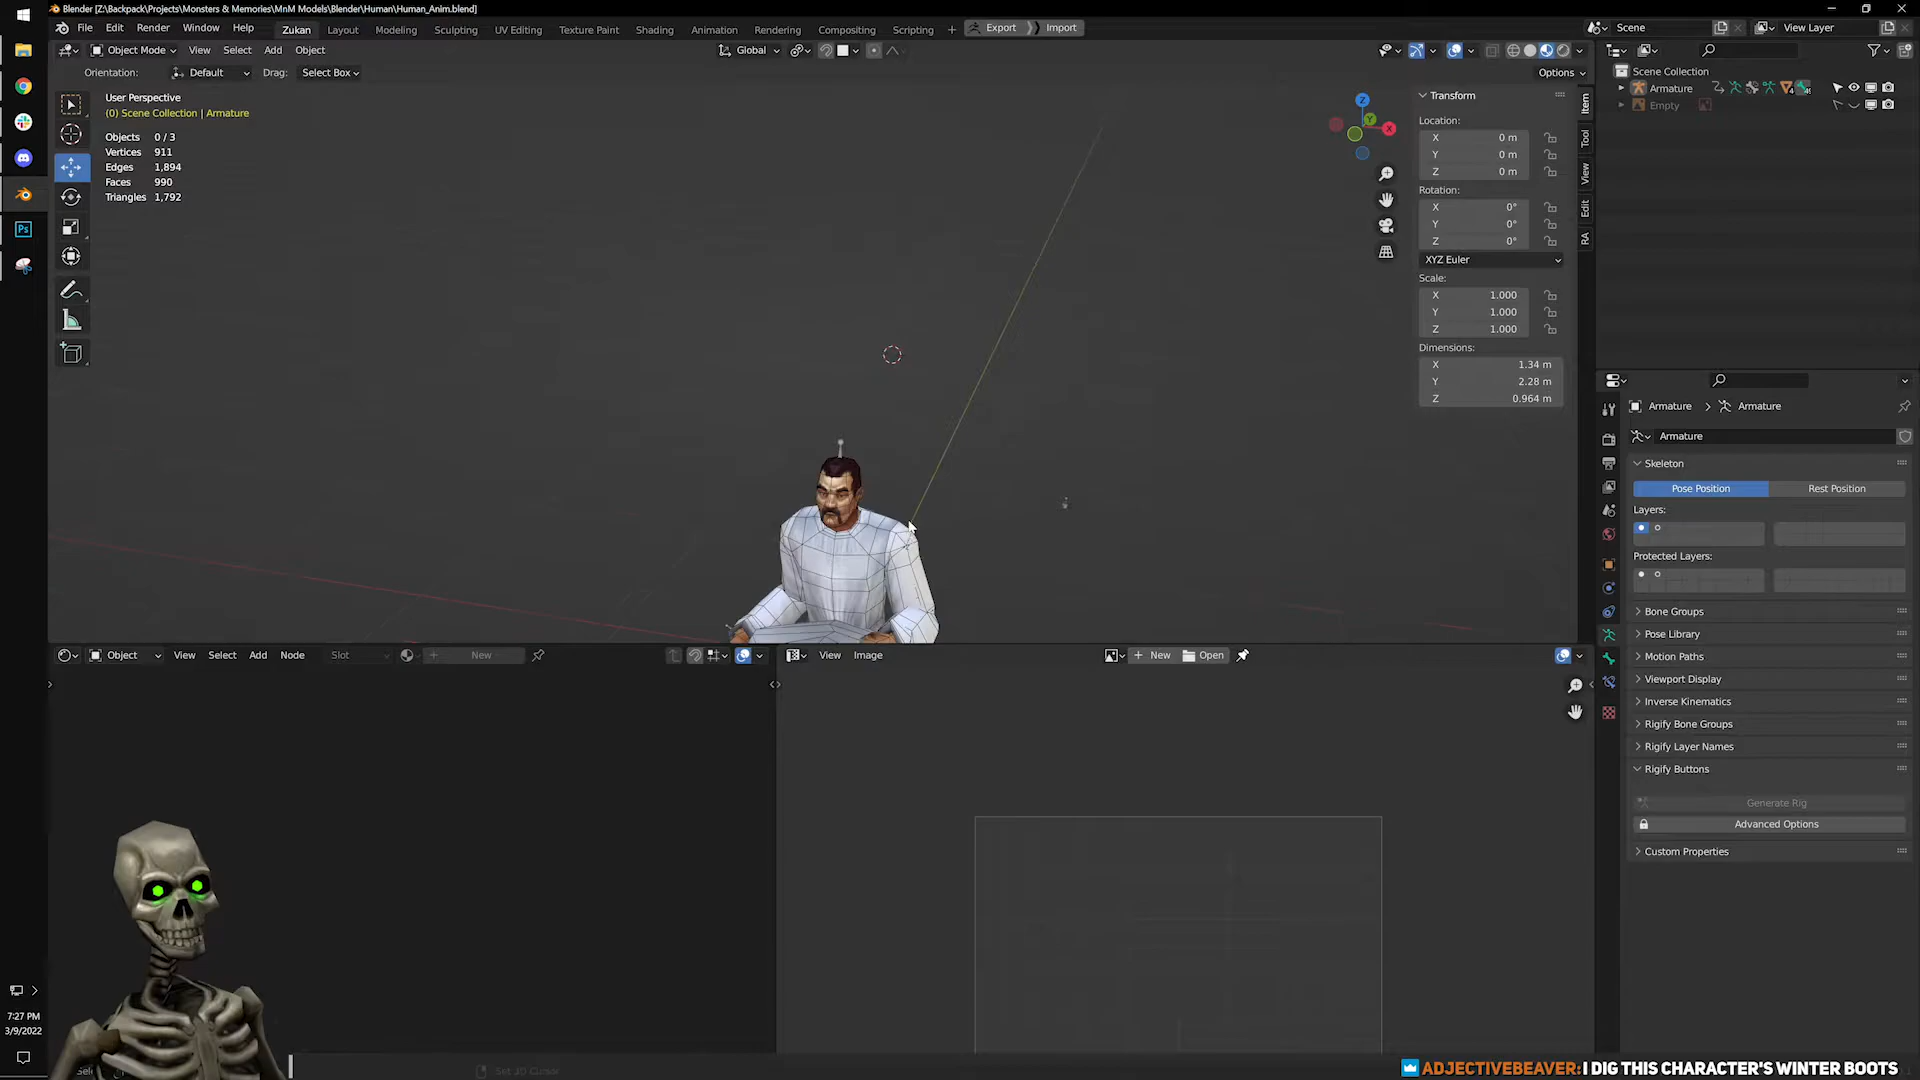 Blender [Z:\Backpack\Projects\Monsters & Memories\MnM Models\Blender\Human\Human_Anim.blend]
File Edit Render Window Help Zukan Layout Modeling Sculpting UV Editing Texture Paint Shading Animation Rendering Compositing Scripting + Export Import Scene View Layer
Object Mode View Select Add Object Global
Orientation: Default Drag: Select Box Options
User Perspective
(0) Scene Collection | Armature
Objects 0 / 3
Vertices 911
Edges 1,894
Faces 990
Triangles 1,792
Z
Y
X
Transform
Location:
X 0 m
Y 0 m
Z 0 m
Rotation:
X 0°
Y 0°
Z 0°
XYZ Euler
Scale:
X 1.000
Y 1.000
Z 1.000
Dimensions:
X 1.34 m
Y 2.28 m
Z 0.964 m
Item
Tool
View
Edit
RA
Scene Collection
Armature
Empty
Armature Armature
Armature
Skeleton
Pose Position Rest Position
Layers:
Protected Layers:
Bone Groups
Pose Library
Motion Paths
Viewport Display
Inverse Kinematics
Rigify Bone Groups
Rigify Layer Names
Rigify Buttons
Generate Rig
Advanced Options
Custom Properties
Object View Select Add Node Slot New
View Image New Open
Ps
7:27 PM
3/9/2022
Sele
Set 3D Cursor
ADJECTIVEBEAVER: I DIG THIS CHARACTER'S WINTER BOOTS